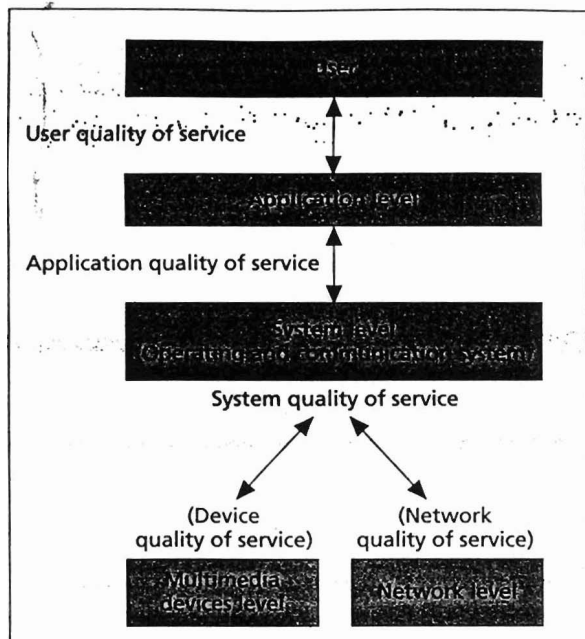 User
User quality of service
Application level
Application quality of service
System level
(Operating and communication system)
System quality of service
(Device
quality of service)
(Network
quality of service)
Multimedia
devices level
Network level